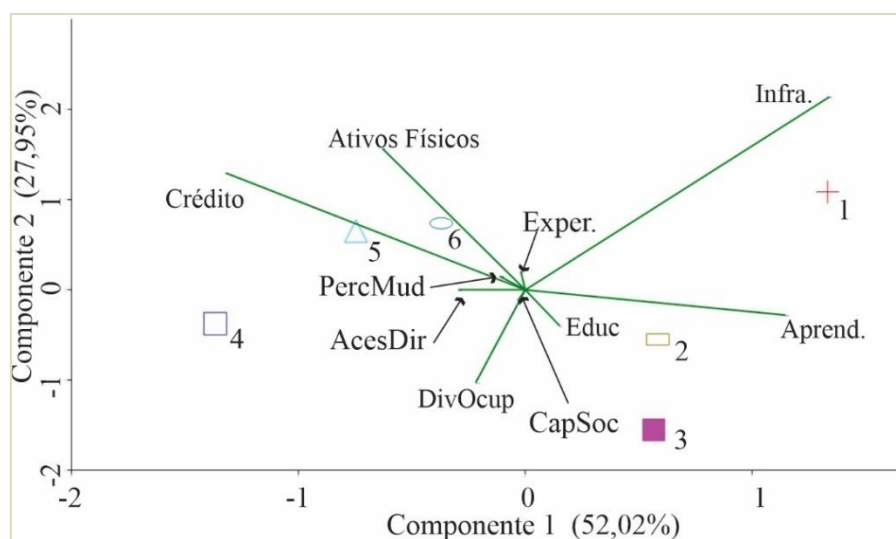 Componente 2 (27,95%)
2
1
0
-1
-2
Infra.
Ativos Físicos
Crédito
1
Exper.
6
5
PercMud
AcesDir
Educ
Aprend.
4
2
DivOcup
CapSoc
3
-2
-1
0
1
Componente 1 (52,02%)